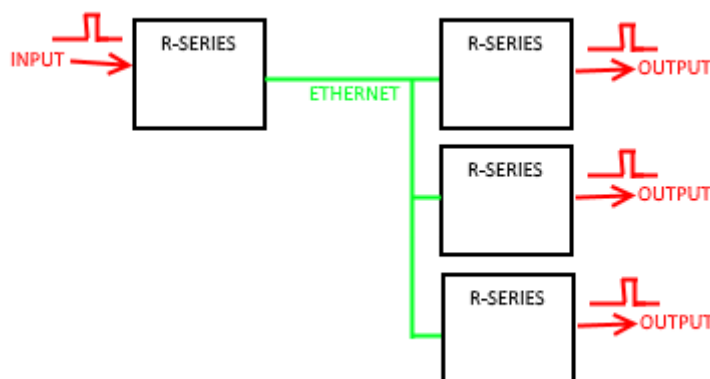 R-SERIES
R-SERIES
INPUT
OUTPUT
ETHERNET
R-SERIES
OUTPUT
R-SERIES
OUTPUT